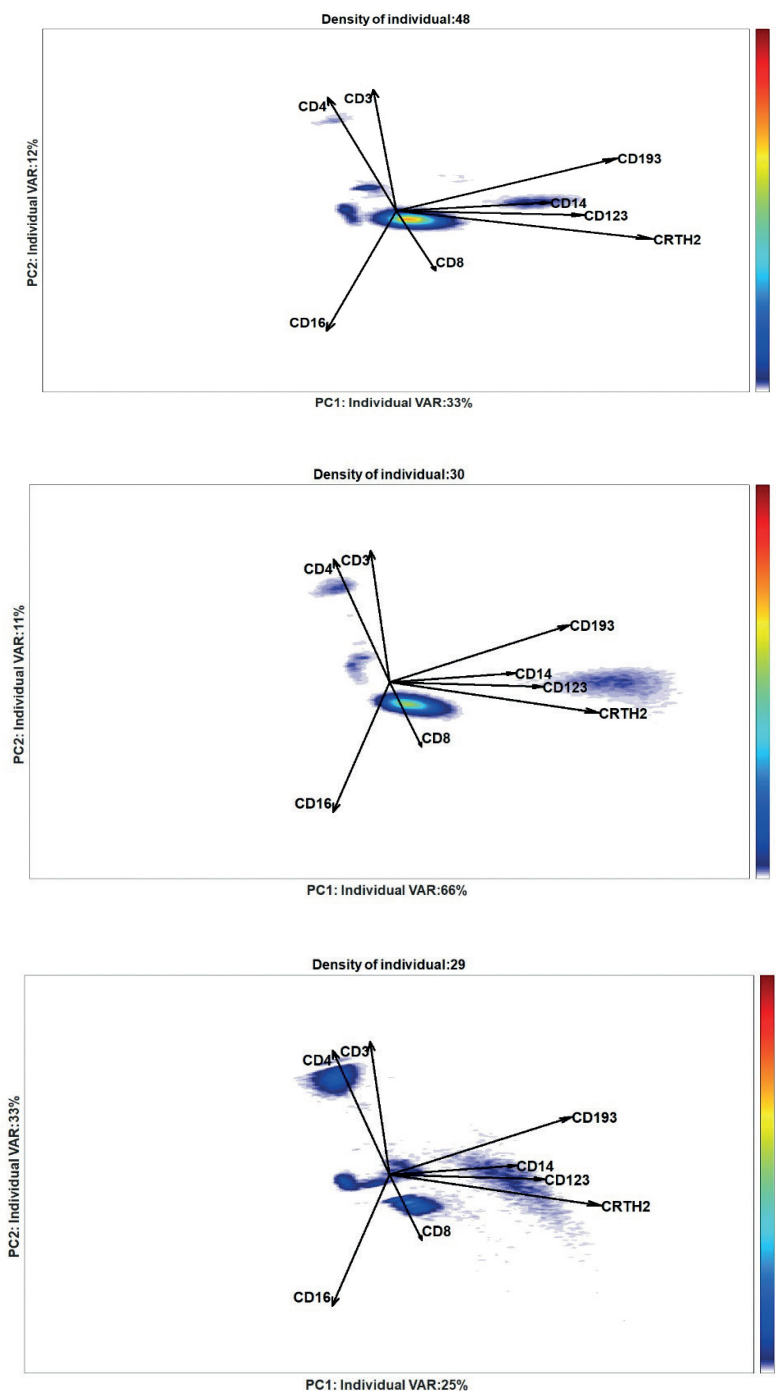 Density of individual:48
CD4
CD3
CD193
CD14
CD123
CRTH2
CD8
CD16
PC2: Individual VAR:12%
PC1: Individual VAR:33%
Density of individual:30
CD4
CD3
CD193
CD14
CD123
CRTH2
CD8
CD16
PC2: Individual VAR:11%
PC1: Individual VAR:66%
Density of individual:29
CD4
CD3
CD193
CD14
CD123
CRTH2
CD8
CD16
PC2: Individual VAR:33%
PC1: Individual VAR:25%